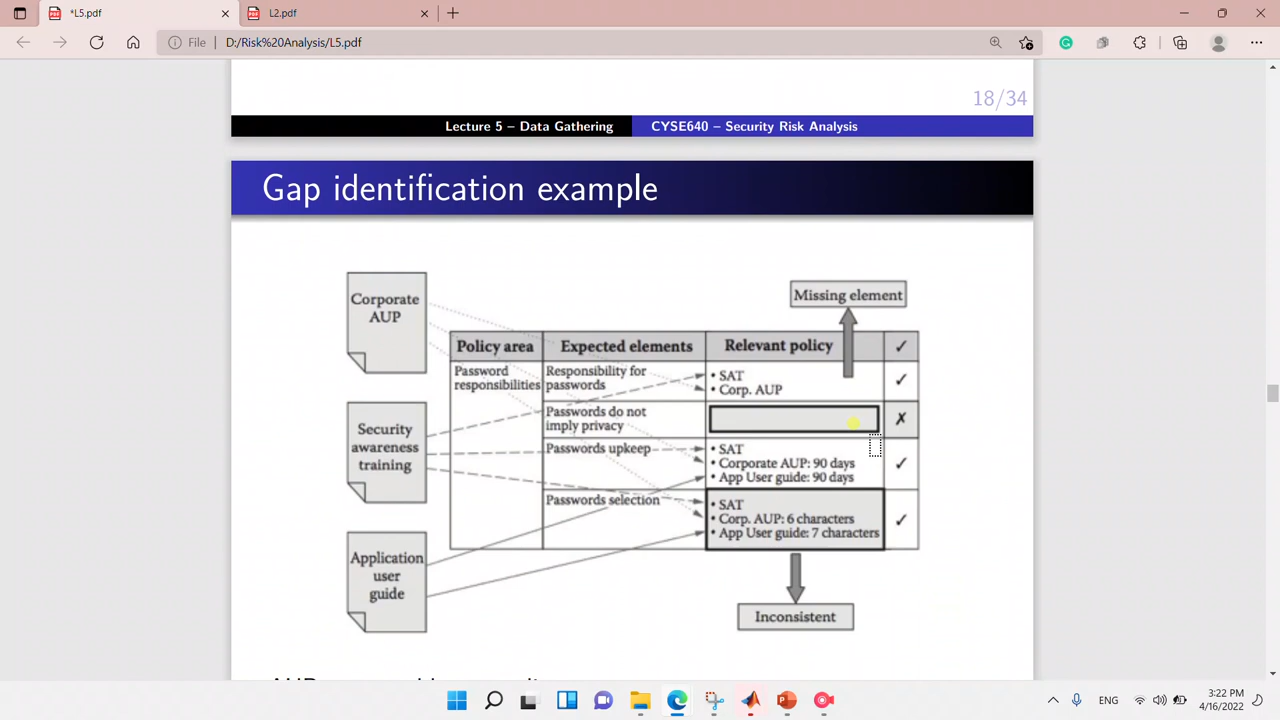 *L5.pdf
L2.pdf
File
D:/Risk%20Analysis/L5.pdf
18/34
Lecture 5 – Data Gathering
CYSE640 – Security Risk Analysis
Gap identification example
Corporate
AUP
Security
awareness
training
Application
user
guide
Missing element
Policy area
Expected elements
Relevant policy
✓
Password
responsibilities
Responsibility for
passwords
• SAT
• Corp. AUP
✓
Passwords do not
imply privacy
✗
Passwords upkeep
• SAT
• Corporate AUP: 90 days
• App User guide: 90 days
✓
Passwords selection
• SAT
• Corp. AUP: 6 characters
• App User guide: 7 characters
✓
Inconsistent
ENG
3:22 PM
4/16/2022